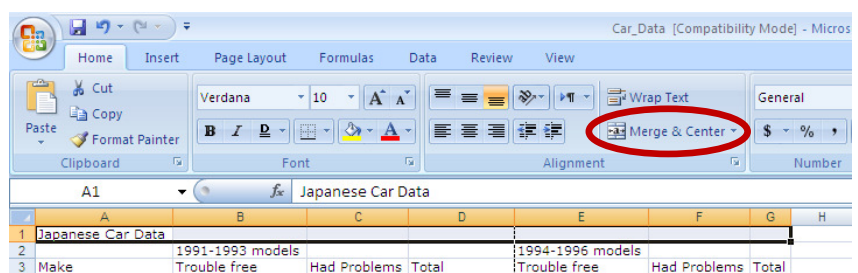 Car_Data [Compatibility Mode] - Micros
Home Insert Page Layout Formulas Data Review View
Cut
Copy
Format Painter
Paste
Clipboard
Verdana 10 A A
B I D
A
Font
Wrap Text
Merge & Center
Alignment
General
$ % ,
Number
A1 fx Japanese Car Data
A B C D E F G H
1 Japanese Car Data
2 1991-1993 models 1994-1996 models
3 Make Trouble free Had Problems Total Trouble free Had Problems Total